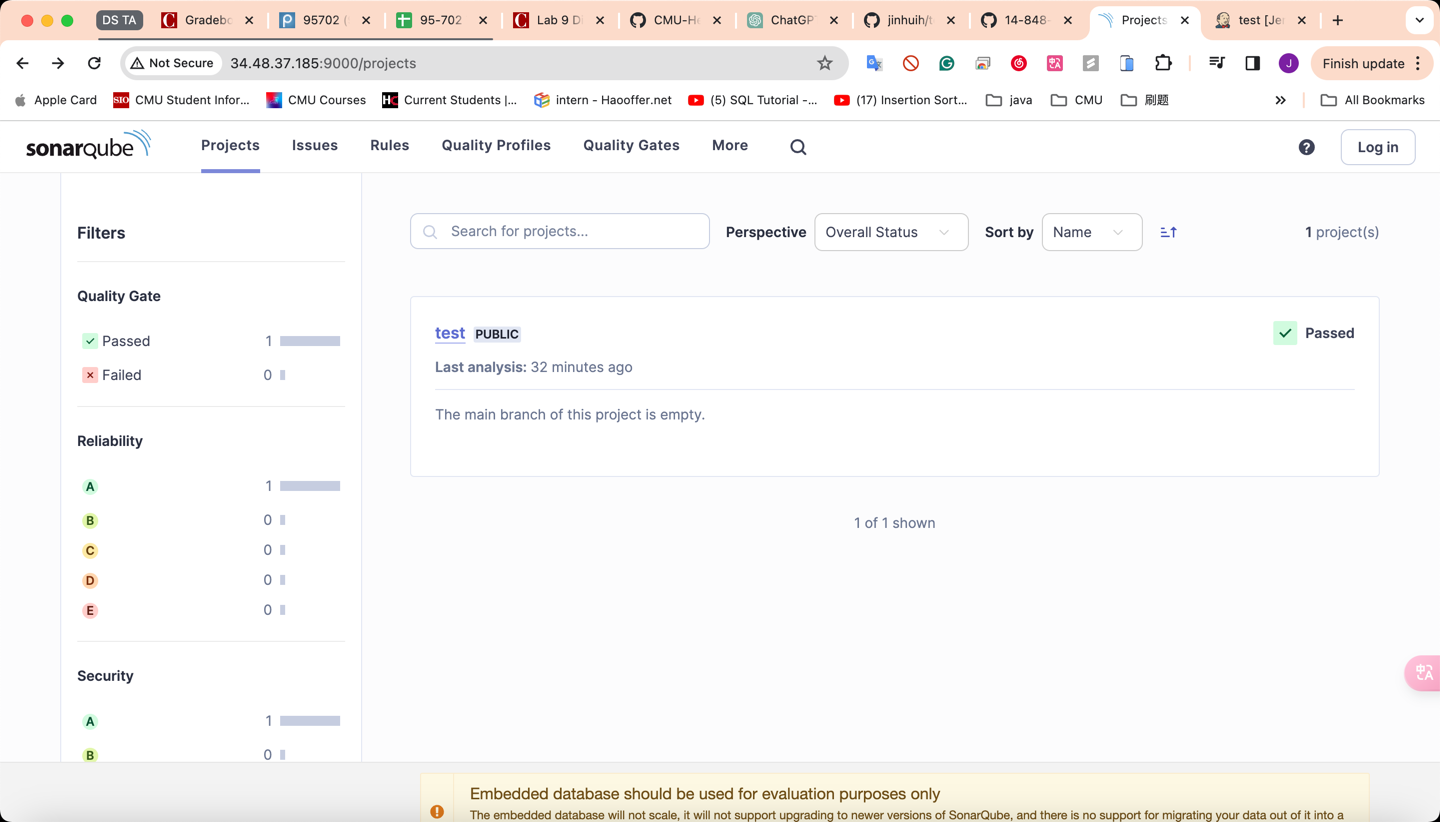 DS TA Gradebo 95702 ( 95-702 Lab 9 D CMU-He ChatGP jinhuih/t 14-848- Projects test [Je
Not Secure 34.48.37.185:9000/projects J Finish update
Apple Card CMU Student Infor... CMU Courses Current Students |... intern - Haooffer.net (5) SQL Tutorial -... (17) Insertion Sort... java CMU 刷题 All Bookmarks
sonarqube Projects Issues Rules Quality Profiles Quality Gates More Log in
Filters
Search for projects... Perspective Overall Status Sort by Name 1 project(s)
Quality Gate
Passed 1
Failed 0
test PUBLIC Passed
Last analysis: 32 minutes ago
The main branch of this project is empty.
1 of 1 shown
Reliability
A 1
B 0
C 0
D 0
E 0
Security
A 1
B 0
Embedded database should be used for evaluation purposes only
The embedded database will not scale, it will not support upgrading to newer versions of SonarQube, and there is no support for migrating your data out of it into a